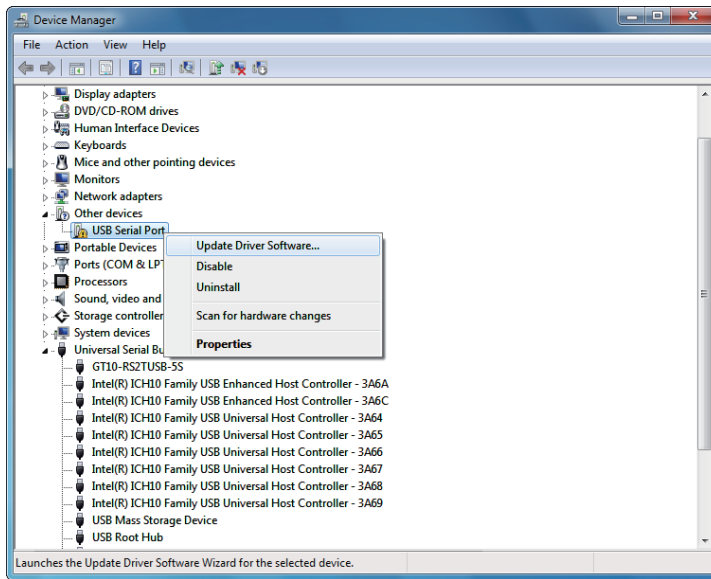 Device Manager
File Action View Help
Display adapters
DVD/CD-ROM drives
Human Interface Devices
Keyboards
Mice and other pointing devices
Monitors
Network adapters
Other devices
USB Serial Port
Portable Devices
Ports (COM & LPT
Processors
Sound, video and
Storage controller
System devices
Universal Serial Bu
Update Driver Software...
Disable
Uninstall
Scan for hardware changes
Properties
GT10-RS2TUSB-5S
Intel(R) ICH10 Family USB Enhanced Host Controller - 3A6A
Intel(R) ICH10 Family USB Enhanced Host Controller - 3A6C
Intel(R) ICH10 Family USB Universal Host Controller - 3A64
Intel(R) ICH10 Family USB Universal Host Controller - 3A65
Intel(R) ICH10 Family USB Universal Host Controller - 3A66
Intel(R) ICH10 Family USB Universal Host Controller - 3A67
Intel(R) ICH10 Family USB Universal Host Controller - 3A68
Intel(R) ICH10 Family USB Universal Host Controller - 3A69
USB Mass Storage Device
USB Root Hub
Launches the Update Driver Software Wizard for the selected device.